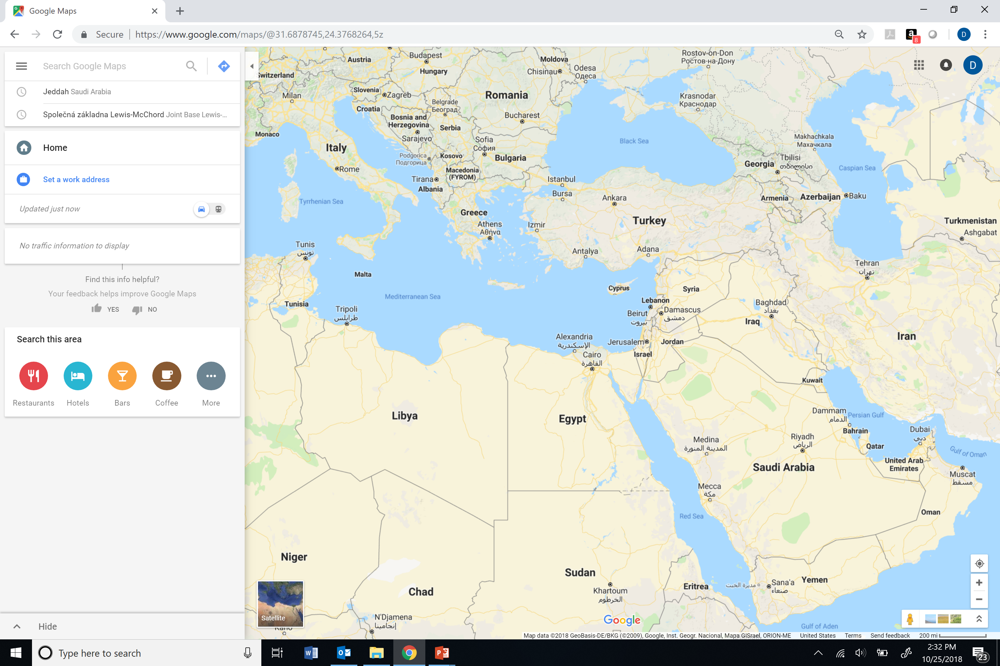 Google Maps
Secure
https://www.google.com/maps/@31.6878745,24.3768264,5z
8
D
Search Google Maps
Jeddah Saudi Arabia
Společná základna Lewis-McChord Joint Base Lewis-...
Home
Set a work address
Updated just now
No traffic information to display
Find this info helpful?
Your feedback helps improve Google Maps
YES
NO
Search this area
Restaurants
Hotels
Bars
Coffee
More
Hide
D
Austria
Budapest
Hungary
Moldova
Chisinau
Odesa
Одеса
Rostov-on-Don
Ростов-на-Дону
Switzerland
Milan
Slovenia
Zagreb
Croatia
Romania
Belgrade
Београд
Bosnia and
Herzegovina
Serbia
Bucharest
Krasnodar
Краснодар
Monaco
Italy
Sarajevo
Sofia
София
Black Sea
Makhachkala
Махачкала
Podgorica
Подгорица
Kosovo
Bulgaria
Rome
Macedonia
(FYROM)
Georgia
Tbilisi
თბილისი
Caspian Sea
Tirana
Albania
Istanbul
Bursa
Ankara
Armenia
Azerbaijan
Baku
Tyrrhenian Sea
Greece
Athens
Αθήνα
Izmir
Turkey
Turkmenistan
Ashgabat
Tunis
تونس
Antalya
Adana
Tehran
تهران
Malta
Mediterranean Sea
Cyprus
Syria
Tunisia
Tripoli
طرابلس
Lebanon
Beirut
بيروت
Damascus
دمشق
Baghdad
بغداد
Iraq
Iran
Alexandria
الإسكندرية
Jerusalem
Jordan
Cairo
القاهرة
Israel
Kuwait
Libya
Egypt
Dammam
الدمام
Persian Gulf
Bahrain
Dubai
دبي
Medina
المدينة المنورة
Riyadh
الرياض
Qatar
Gulf of Oman
Saudi Arabia
United Arab
Emirates
Muscat
مسقط
Mecca
مكة
Oman
Red Sea
Niger
Sudan
Chad
Khartoum
الخرطوم
Eritrea
مديرة الخبت
Sana'a
صنعاء
Yemen
N'Djamena
إنجامينا
Kano
Gulf of Aden
Satellite
Google
Map data ©2018 GeoBasis-DE/BKG (©2009), Google, Inst. Geogr. Nacional, Mapa GISrael, ORION-ME
United States
Terms
Send feedback
200 mi
Type here to search
2:32 PM
10/25/2018
23